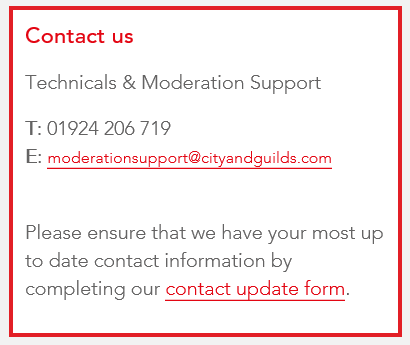 Contact us
Technicals & Moderation Support
T: 01924 206 719
E: moderationsupport@cityandguilds.com
Please ensure that we have your most up
to date contact information by
completing our contact update form.